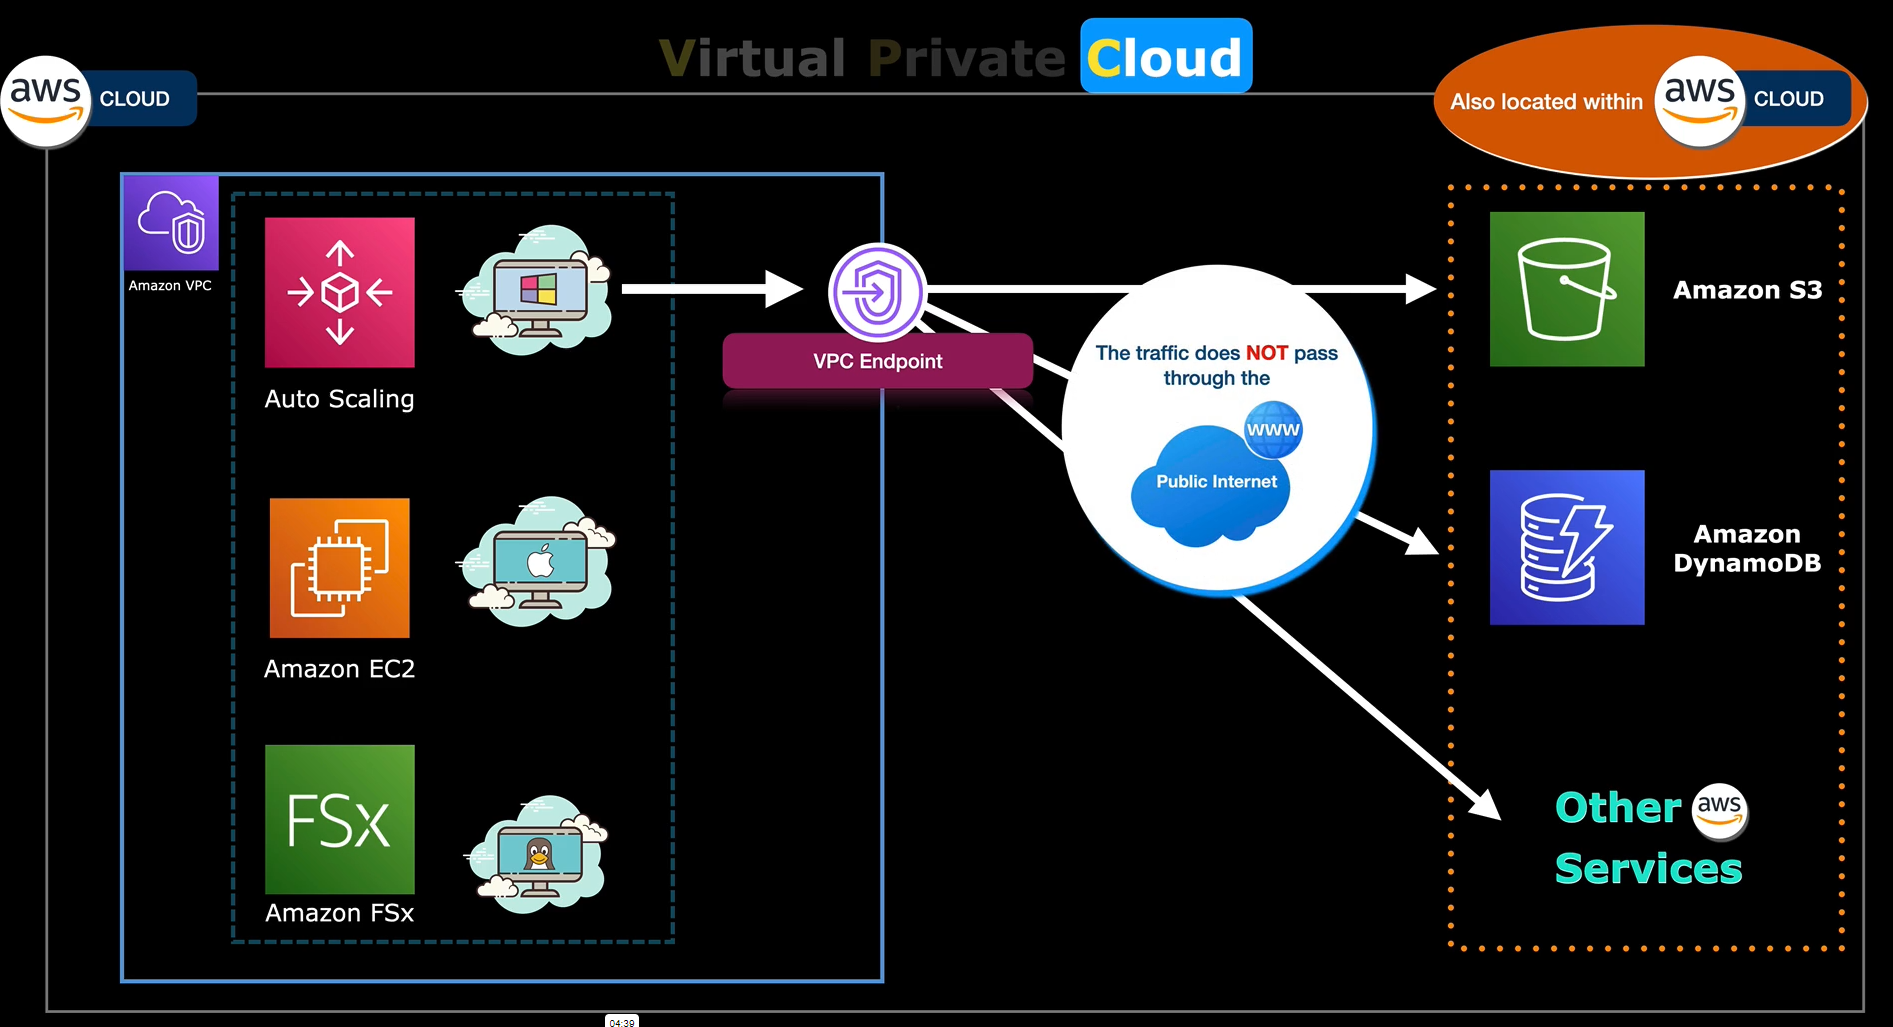 Virtual Private Cloud
aws CLOUD
Also located within aws CLOUD
Amazon VPC
Auto Scaling
VPC Endpoint
The traffic does NOT pass
through the
www
Public Internet
Amazon S3
Amazon EC2
Amazon
DynamoDB
FSx
Amazon FSx
Other aws
Services
04:39